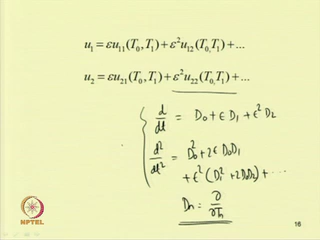 u₁ = εu₁₁(T₀,T₁)+ε²u₁₂(T₀,T₁)+...
u₂ = εu₂₁(T₀,T₁)+ε²u₂₂(T₀,T₁)+...
d/dt = D₀ + ε D₁ + ε² D₂
d²/dt² = D₀² + 2ε D₀D₁
+ ε² (D₁² + 2D₀D₂) + ...
Dn = ∂/∂Tn
NPTEL
16